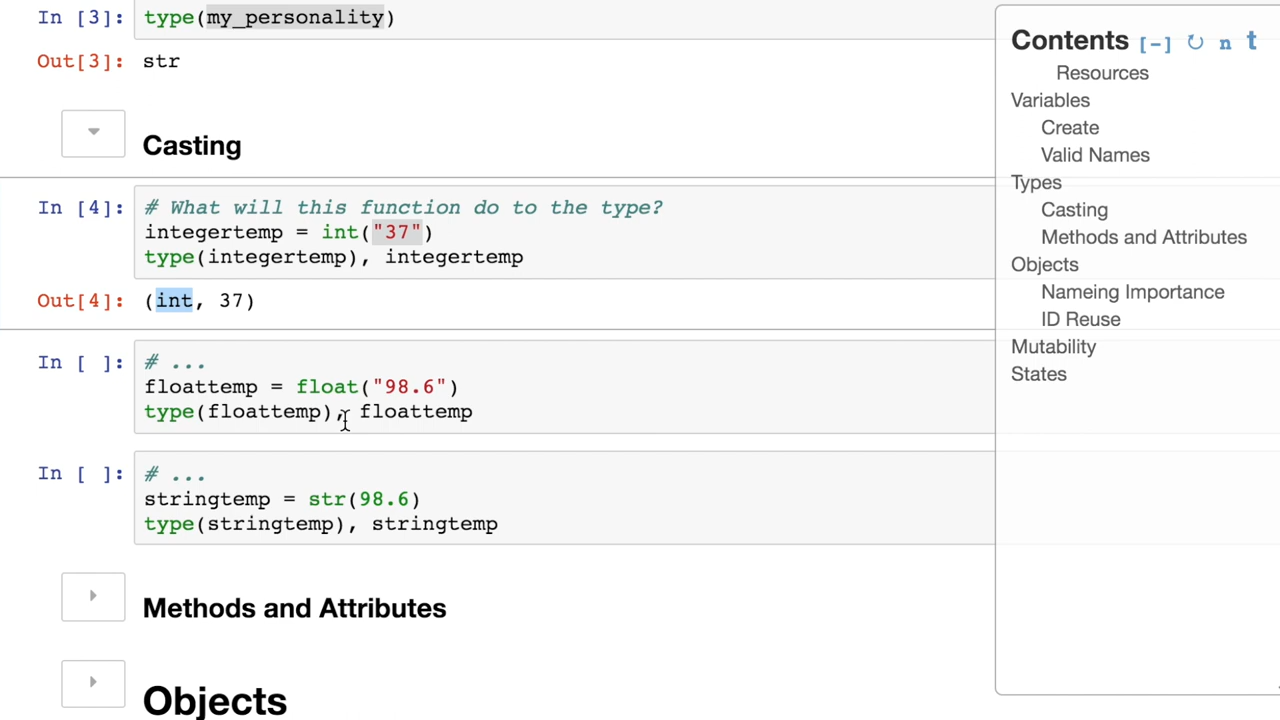 In [3]: type(my_personality)
Out[3]: str
Casting
In [4]: # What will this function do to the type?
integertemp = int("37")
type(integertemp), integertemp
Out[4]: (int, 37)
In [ ]: # ...
floattemp = float("98.6")
type(floattemp), floattemp
In [ ]: # ...
stringtemp = str(98.6)
type(stringtemp), stringtemp
Methods and Attributes
Objects
Contents [-] ↻ n t
Resources
Variables
Create
Valid Names
Types
Casting
Methods and Attributes
Objects
Nameing Importance
ID Reuse
Mutability
States